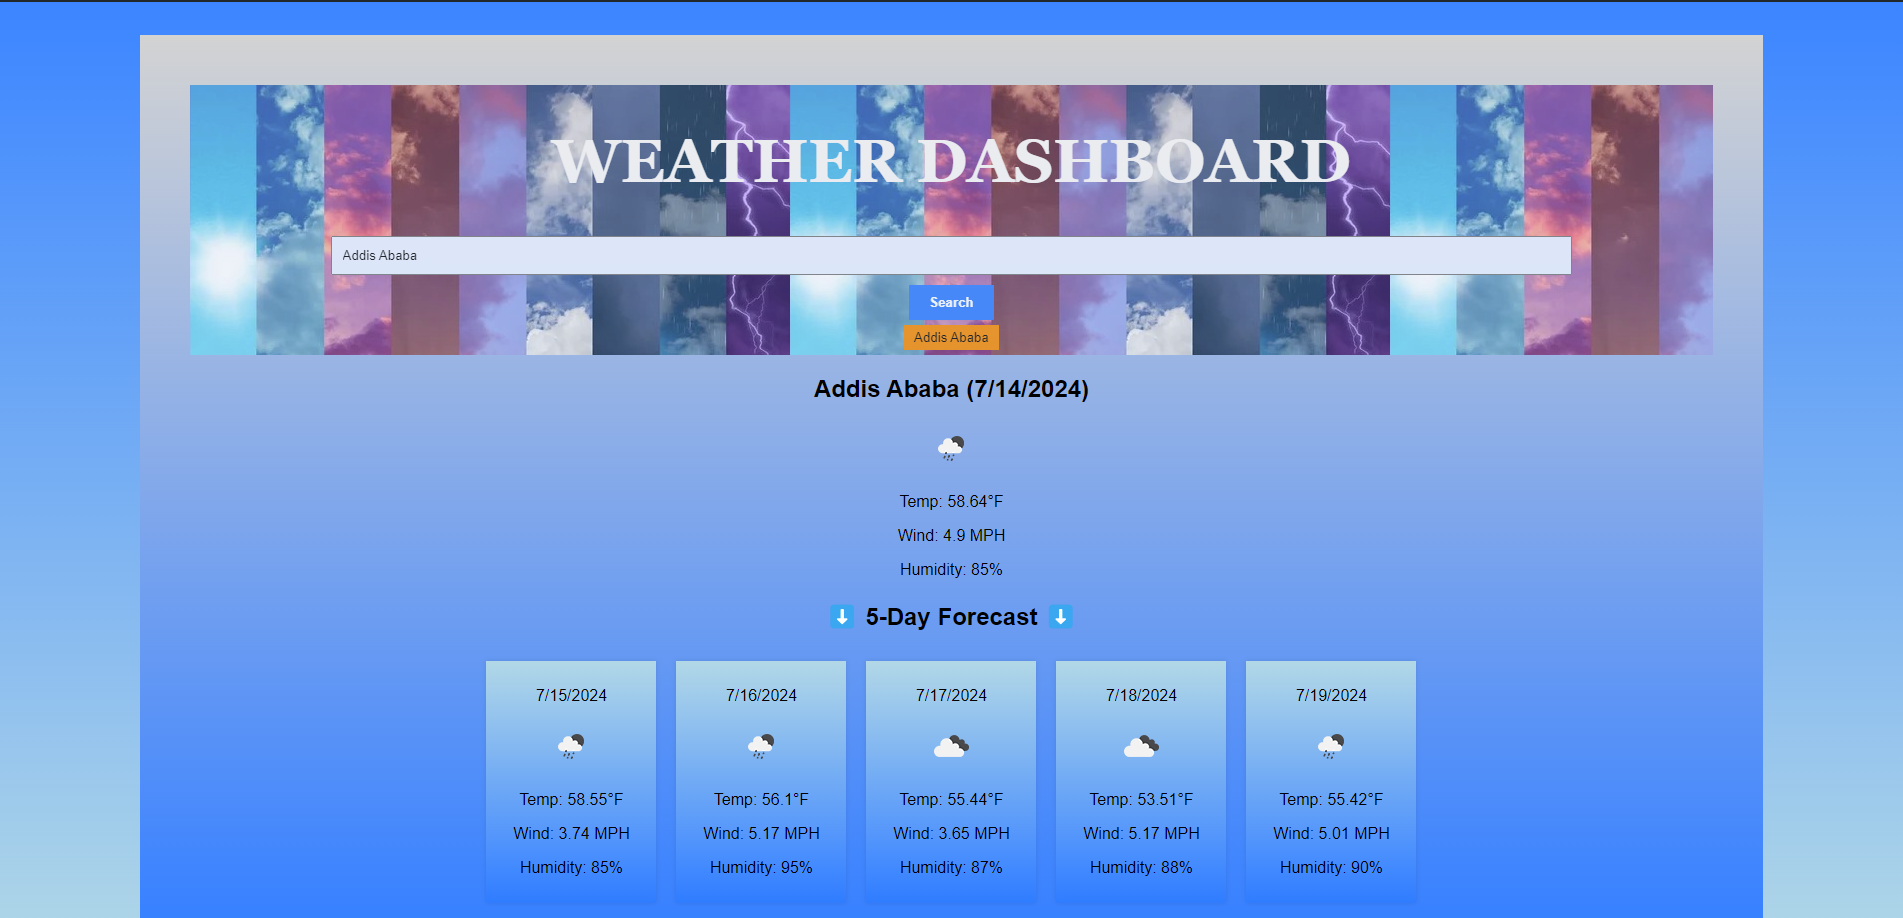 WEATHER DASHBOARD
Addis Ababa
Search
Addis Ababa
Addis Ababa (7/14/2024)
Temp: 58.64°F
Wind: 4.9 MPH
Humidity: 85%
⬇️ 5-Day Forecast ⬇️
7/15/2024
Temp: 58.55°F
Wind: 3.74 MPH
Humidity: 85%
7/16/2024
Temp: 56.1°F
Wind: 5.17 MPH
Humidity: 95%
7/17/2024
Temp: 55.44°F
Wind: 3.65 MPH
Humidity: 87%
7/18/2024
Temp: 53.51°F
Wind: 5.17 MPH
Humidity: 88%
7/19/2024
Temp: 55.42°F
Wind: 5.01 MPH
Humidity: 90%